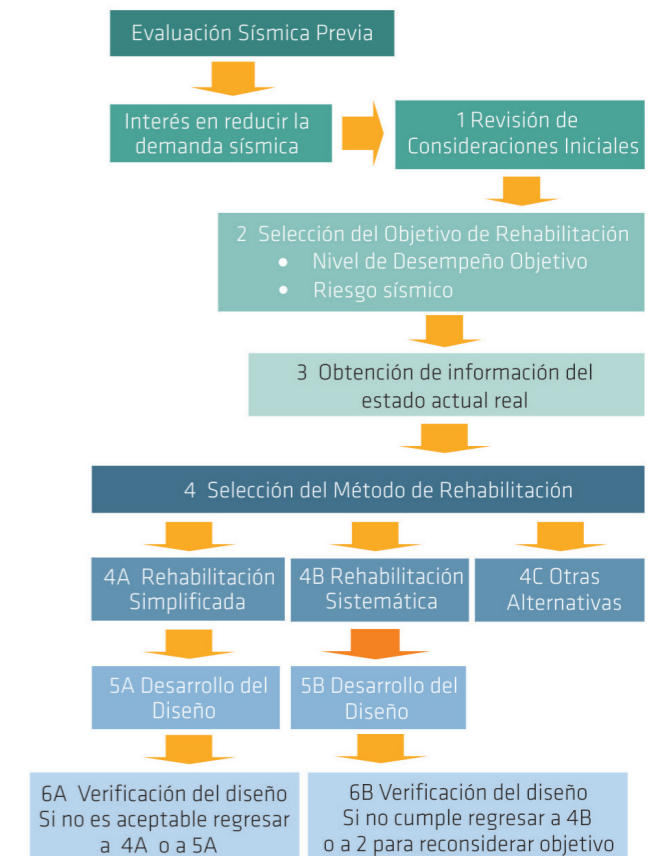 Evaluación Sísmica Previa
Interés en reducir la
demanda sísmica
1 Revisión de
Consideraciones Iniciales
2 Selección del Objetivo de Rehabilitación
• Nivel de Desempeño Objetivo
• Riesgo sísmico
3 Obtención de información del
estado actual real
4 Selección del Método de Rehabilitación
4A Rehabilitación
Simplificada
4B Rehabilitación
Sistemática
4C Otras
Alternativas
5A Desarrollo del
Diseño
5B Desarrollo del
Diseño
6A Verificación del diseño
Si no es aceptable regresar
a 4A o a 5A
6B Verificación del diseño
Si no cumple regresar a 4B
o a 2 para reconsiderar objetivo